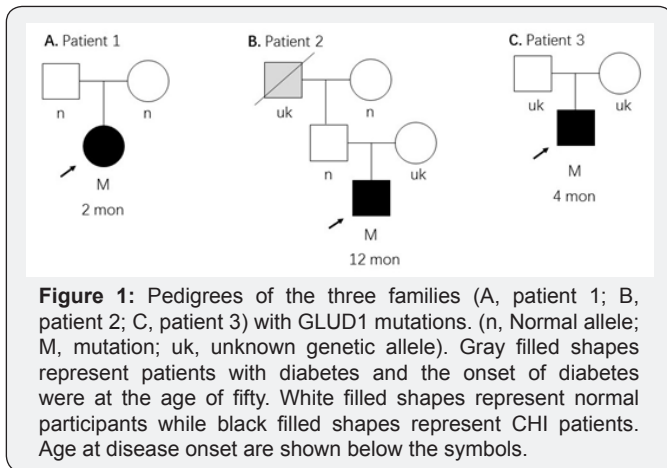 A. Patient 1
B. Patient 2
C. Patient 3
n
n
uk
n
uk
uk
M
2 mon
n
uk
M
4 mon
M
12 mon
Figure 1: Pedigrees of the three families (A, patient 1; B,
patient 2; C, patient 3) with GLUD1 mutations. (n, Normal allele;
M, mutation; uk, unknown genetic allele). Gray filled shapes
represent patients with diabetes and the onset of diabetes
were at the age of fifty. White filled shapes represent normal
participants while black filled shapes represent CHI patients.
Age at disease onset are shown below the symbols.